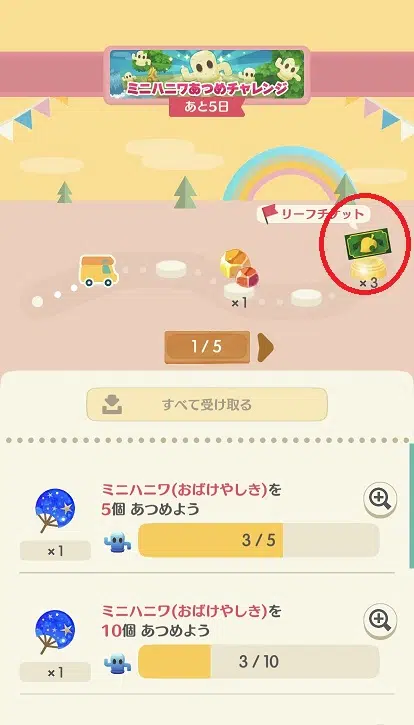 ミニハニワあつめチャレンジ
あと5日
リーフチケット
×3
×1
1/5
すべて受け取る
ミニハニワ(おばけやしき)を
5個 あつめよう
×1
3/5
ミニハニワ(おばけやしき)を
10個 あつめよう
×1
3/10